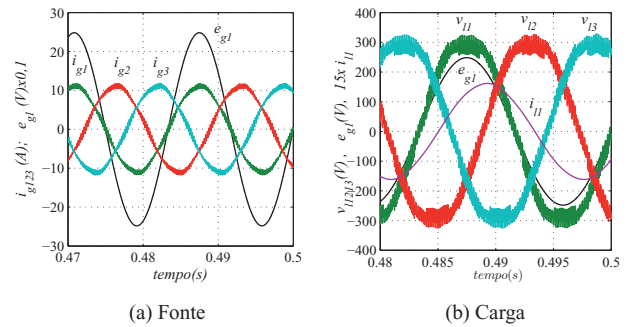 30
20
10
0
-10
-20
-30
0.47
0.48
0.49
0.5
i_g123 (A); e_g1 (V)x0,1
tempo(s)
i_g1
i_g2
i_g3
e_g1
(a) Fonte
400
300
200
100
0
-100
-200
-300
-400
0.48
0.485
0.49
0.495
0.5
v_l12l3(V), e_g1(V), 15x i_l1
tempo(s)
v_l1
v_l2
v_l3
e_g1
i_l1
(b) Carga